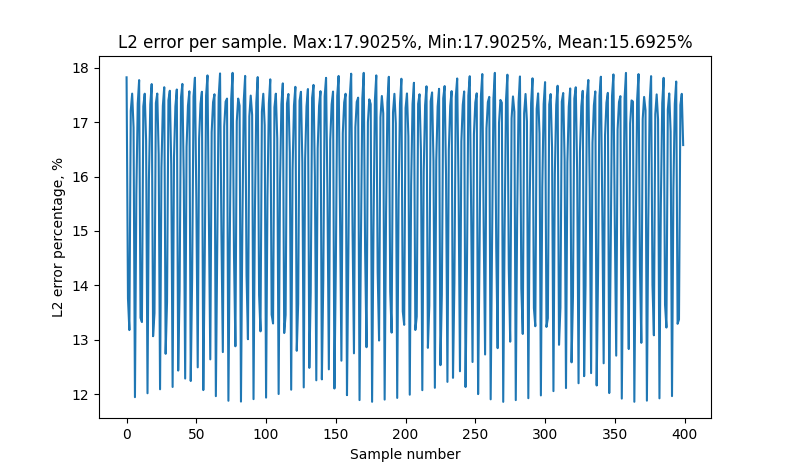 L2 error per sample. Max:17.9025%, Min:17.9025%, Mean:15.6925%
18
17
16
15
14
13
12
L2 error percentage, %
0 50 100 150 200 250 300 350 400
Sample number